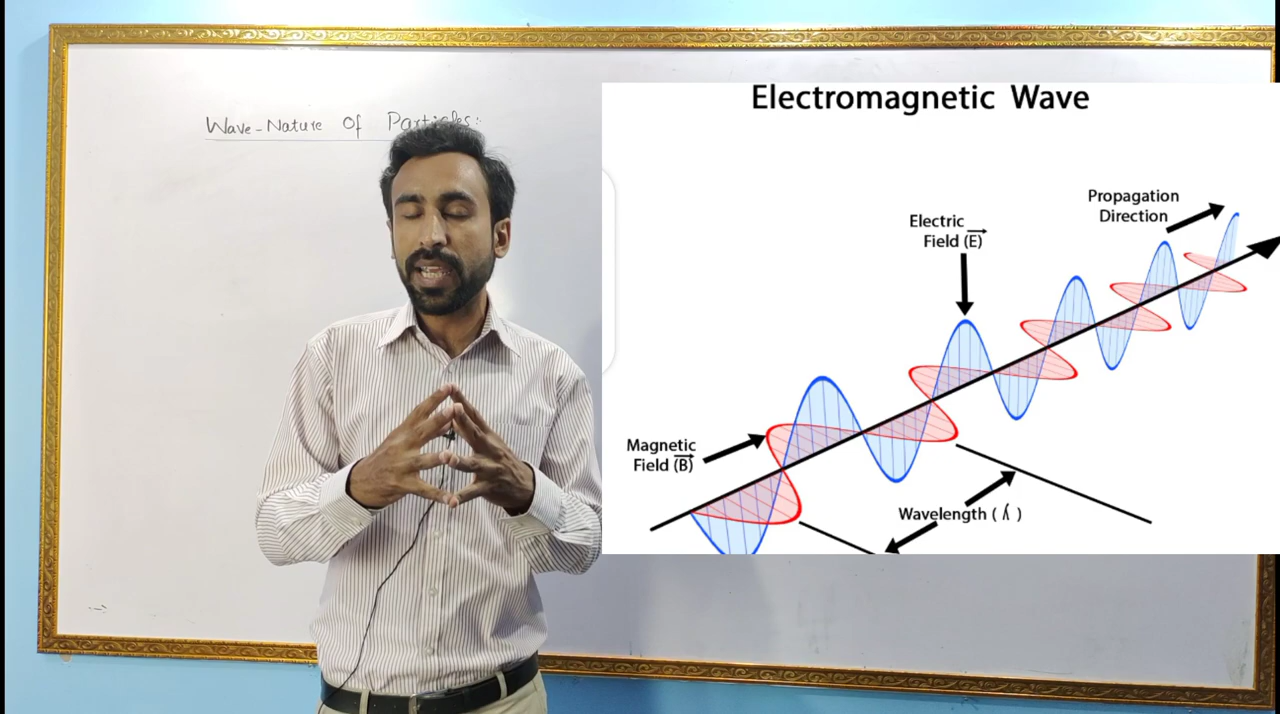 Wave-Nature Of Particles:
Electromagnetic Wave
Propagation
Direction
Electric
Field (E)
Magnetic
Field (B)
Wavelength ( λ )